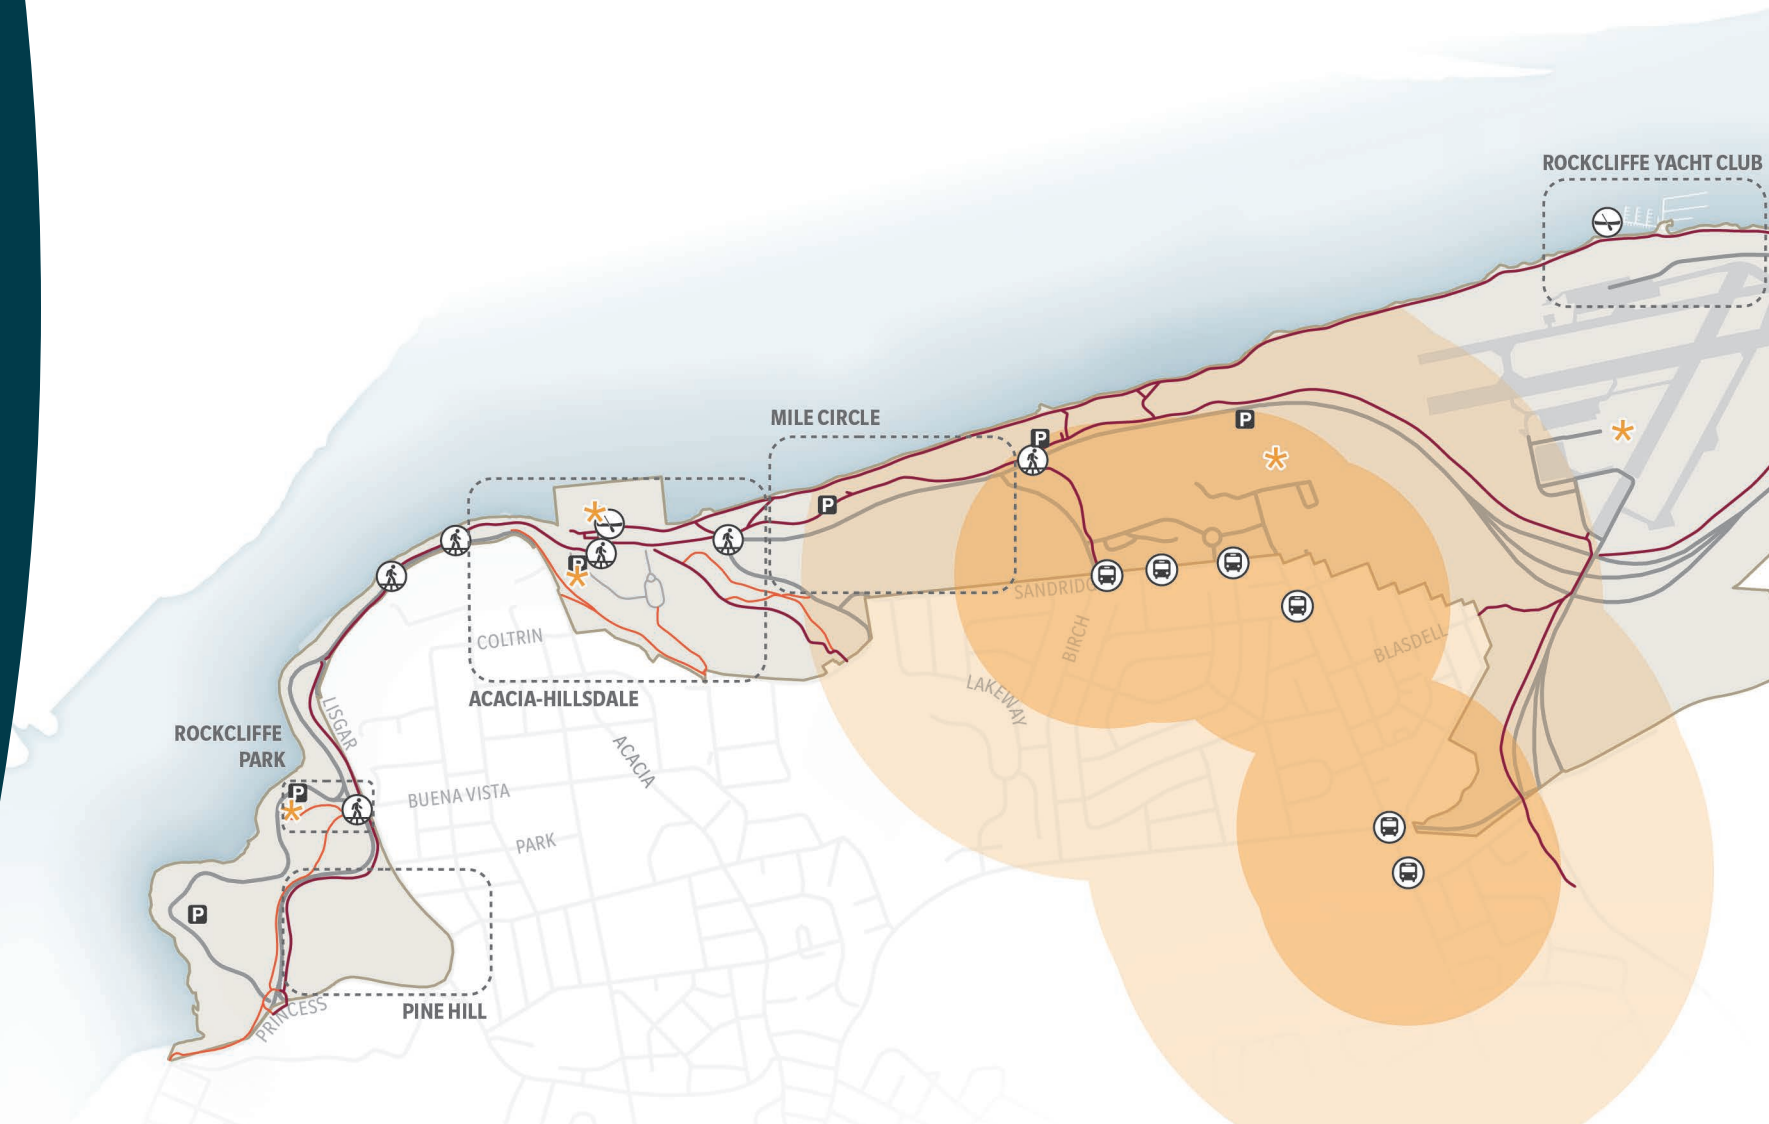 ROCKCLIFFE YACHT CLUB
MILE CIRCLE
P
P
P
P
SANDRIDG
BIRCH
BLASDELL
LAKEWAY
COLTRIN
ACACIA-HILLSDALE
LISGAR
ROCKCLIFFE
PARK
ACACIA
P
BUENA VISTA
PARK
P
PRINCESS
PINE HILL